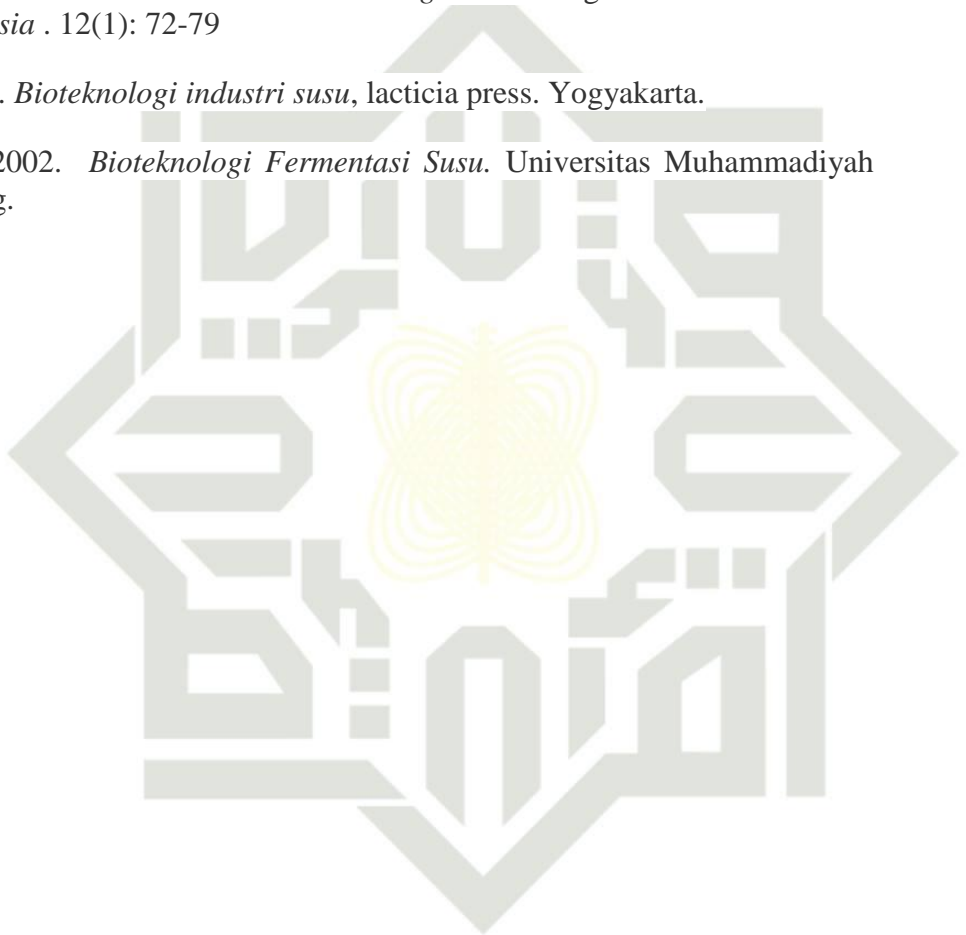 sia . 12(1): 72-79
. Bioteknologi industri susu, lacticia press. Yogyakarta.
2002. Bioteknologi Fermentasi Susu. Universitas Muhammadiyah
g.